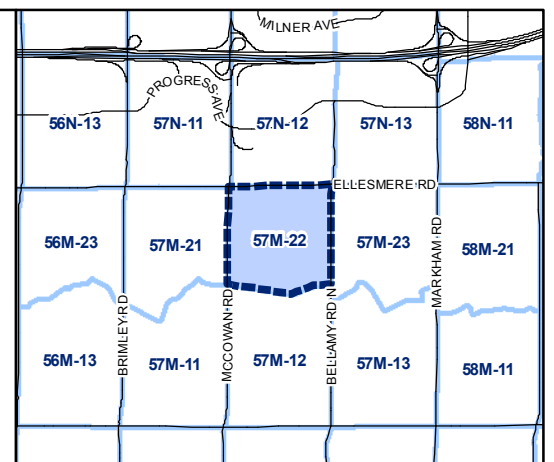 MILNER AVE
PROGRESS AVE
56N-13 57N-11 57N-12 57N-13 58N-11
ELLESMERE RD
56M-23 57M-21 57M-22 57M-23 58M-21
BRIMLEY RD
MCCOWAN RD
BELLAMY RD N
MARKHAM RD
56M-13 57M-11 57M-12 57M-13 58M-11